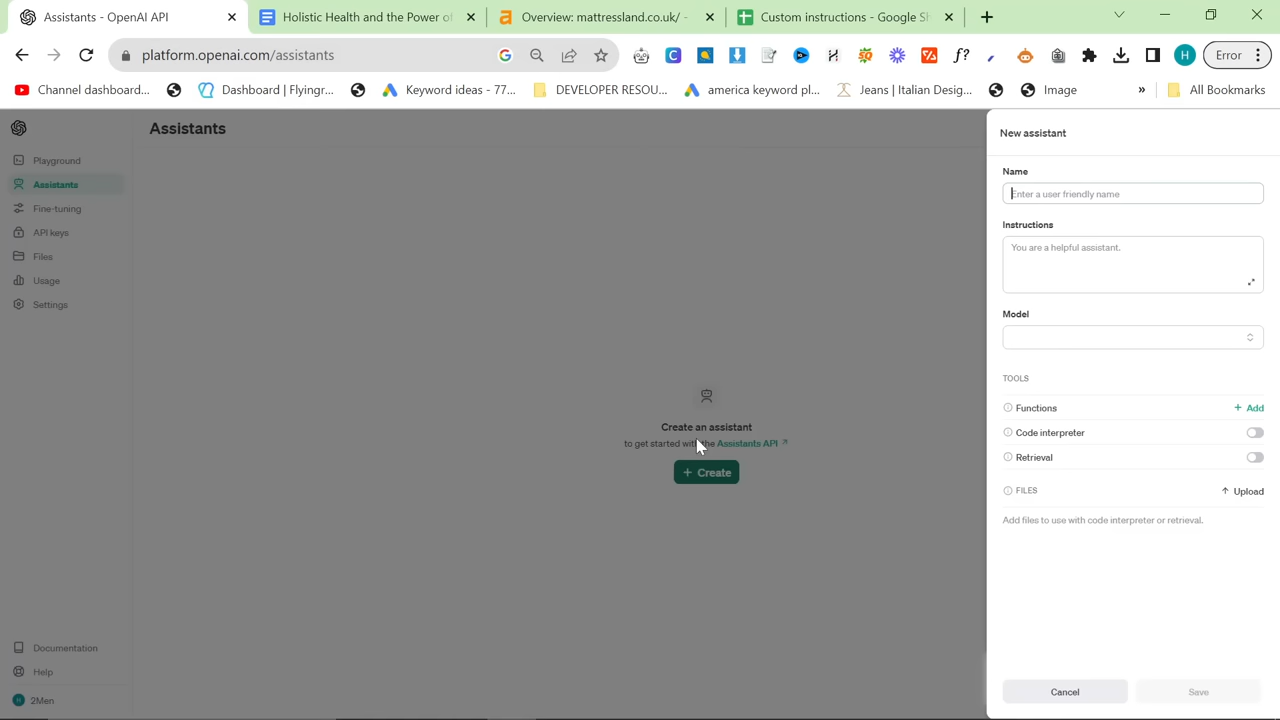 Assistants - OpenAI API
Holistic Health and the Power of
Overview: mattressland.co.uk/ -
Custom instructions - Google Sh
platform.openai.com/assistants
Error
Channel dashboard...
Dashboard | Flyingr...
Keyword ideas - 77...
DEVELOPER RESOU...
america keyword pl...
Jeans | Italian Desig...
Image
»
All Bookmarks
Assistants
New assistant
Playground
Assistants
Fine-tuning
API keys
Files
Usage
Settings
Name
Enter a user friendly name
Instructions
You are a helpful assistant.
Model
TOOLS
Functions
+ Add
Code interpreter
Retrieval
FILES
Upload
Add files to use with code interpreter or retrieval.
Create an assistant
to get started with the Assistants API
+ Create
Documentation
Help
H 2Men
Cancel
Save